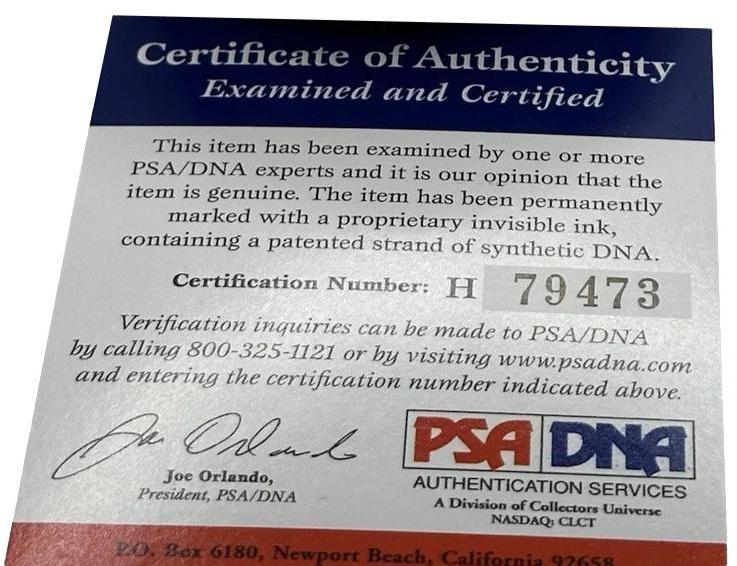 Certificate of Authenticity
Examined and Certified
This item has been examined by one or more
PSA/DNA experts and it is our opinion that the
item is genuine. The item has been permanently
marked with a proprietary invisible ink,
containing a patented strand of synthetic DNA.
Certification Number: H 79473
Verification inquiries can be made to PSA/DNA
by calling 800-325-1121 or by visiting www.psadna.com
and entering the certification number indicated above.
Joe Orlando
Joe Orlando,
President, PSA/DNA
PSA DNA
AUTHENTICATION SERVICES
A Division of Collectors Universe
NASDAQ: CLCT
P.O. Box 6180, Newport Beach, California 92658